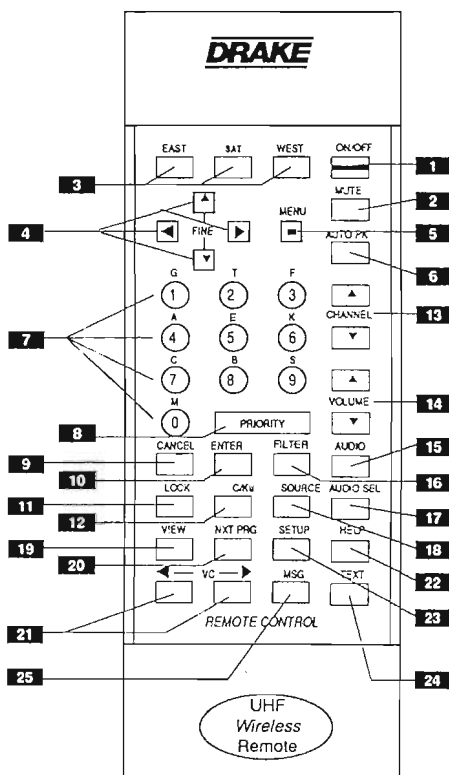 DRAKE
EAST SAT WEST ON/OFF
3 1
MUTE
2
4 FINE MENU 5
AUTO PK
6
G T F
1 2 3
CHANNEL 13
A E K
7 4 5 6
C B S
7 8 9
M VOLUME 14
0
8 PRIORITY
CANCEL ENTER FILTER AUDIO 15
9
10 16
LOCK C/Ku SOURCE AUDIO SEL
11 17
12 18
VIEW NXT PRG SETUP HELP
19 22
20 23
VC MSG TEXT
21
REMOTE CONTROL
25 24
UHF
Wireless
Remote